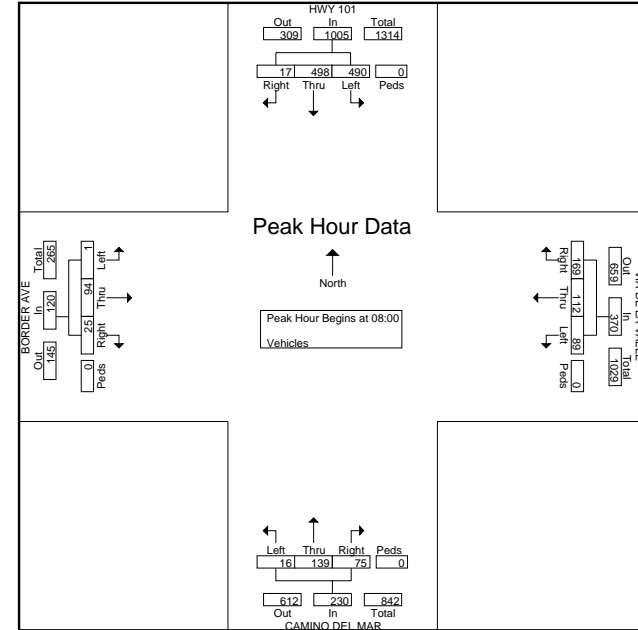 HWY 101
Out In Total
309 1005 1314
17 498 490 0
Right Thru Left Peds
Peak Hour Data
North
Peak Hour Begins at 08:00
Vehicles
BORDER AVE
Total In Out
265 120 145
1 94 25 0
Left Thru Right Peds
Out In Total
659 370 1029
Right Thru Left Peds
169 112 89 0
Left Thru Right Peds
16 139 75 0
612 230 842
Out In Total
CAMINO DEL MAR